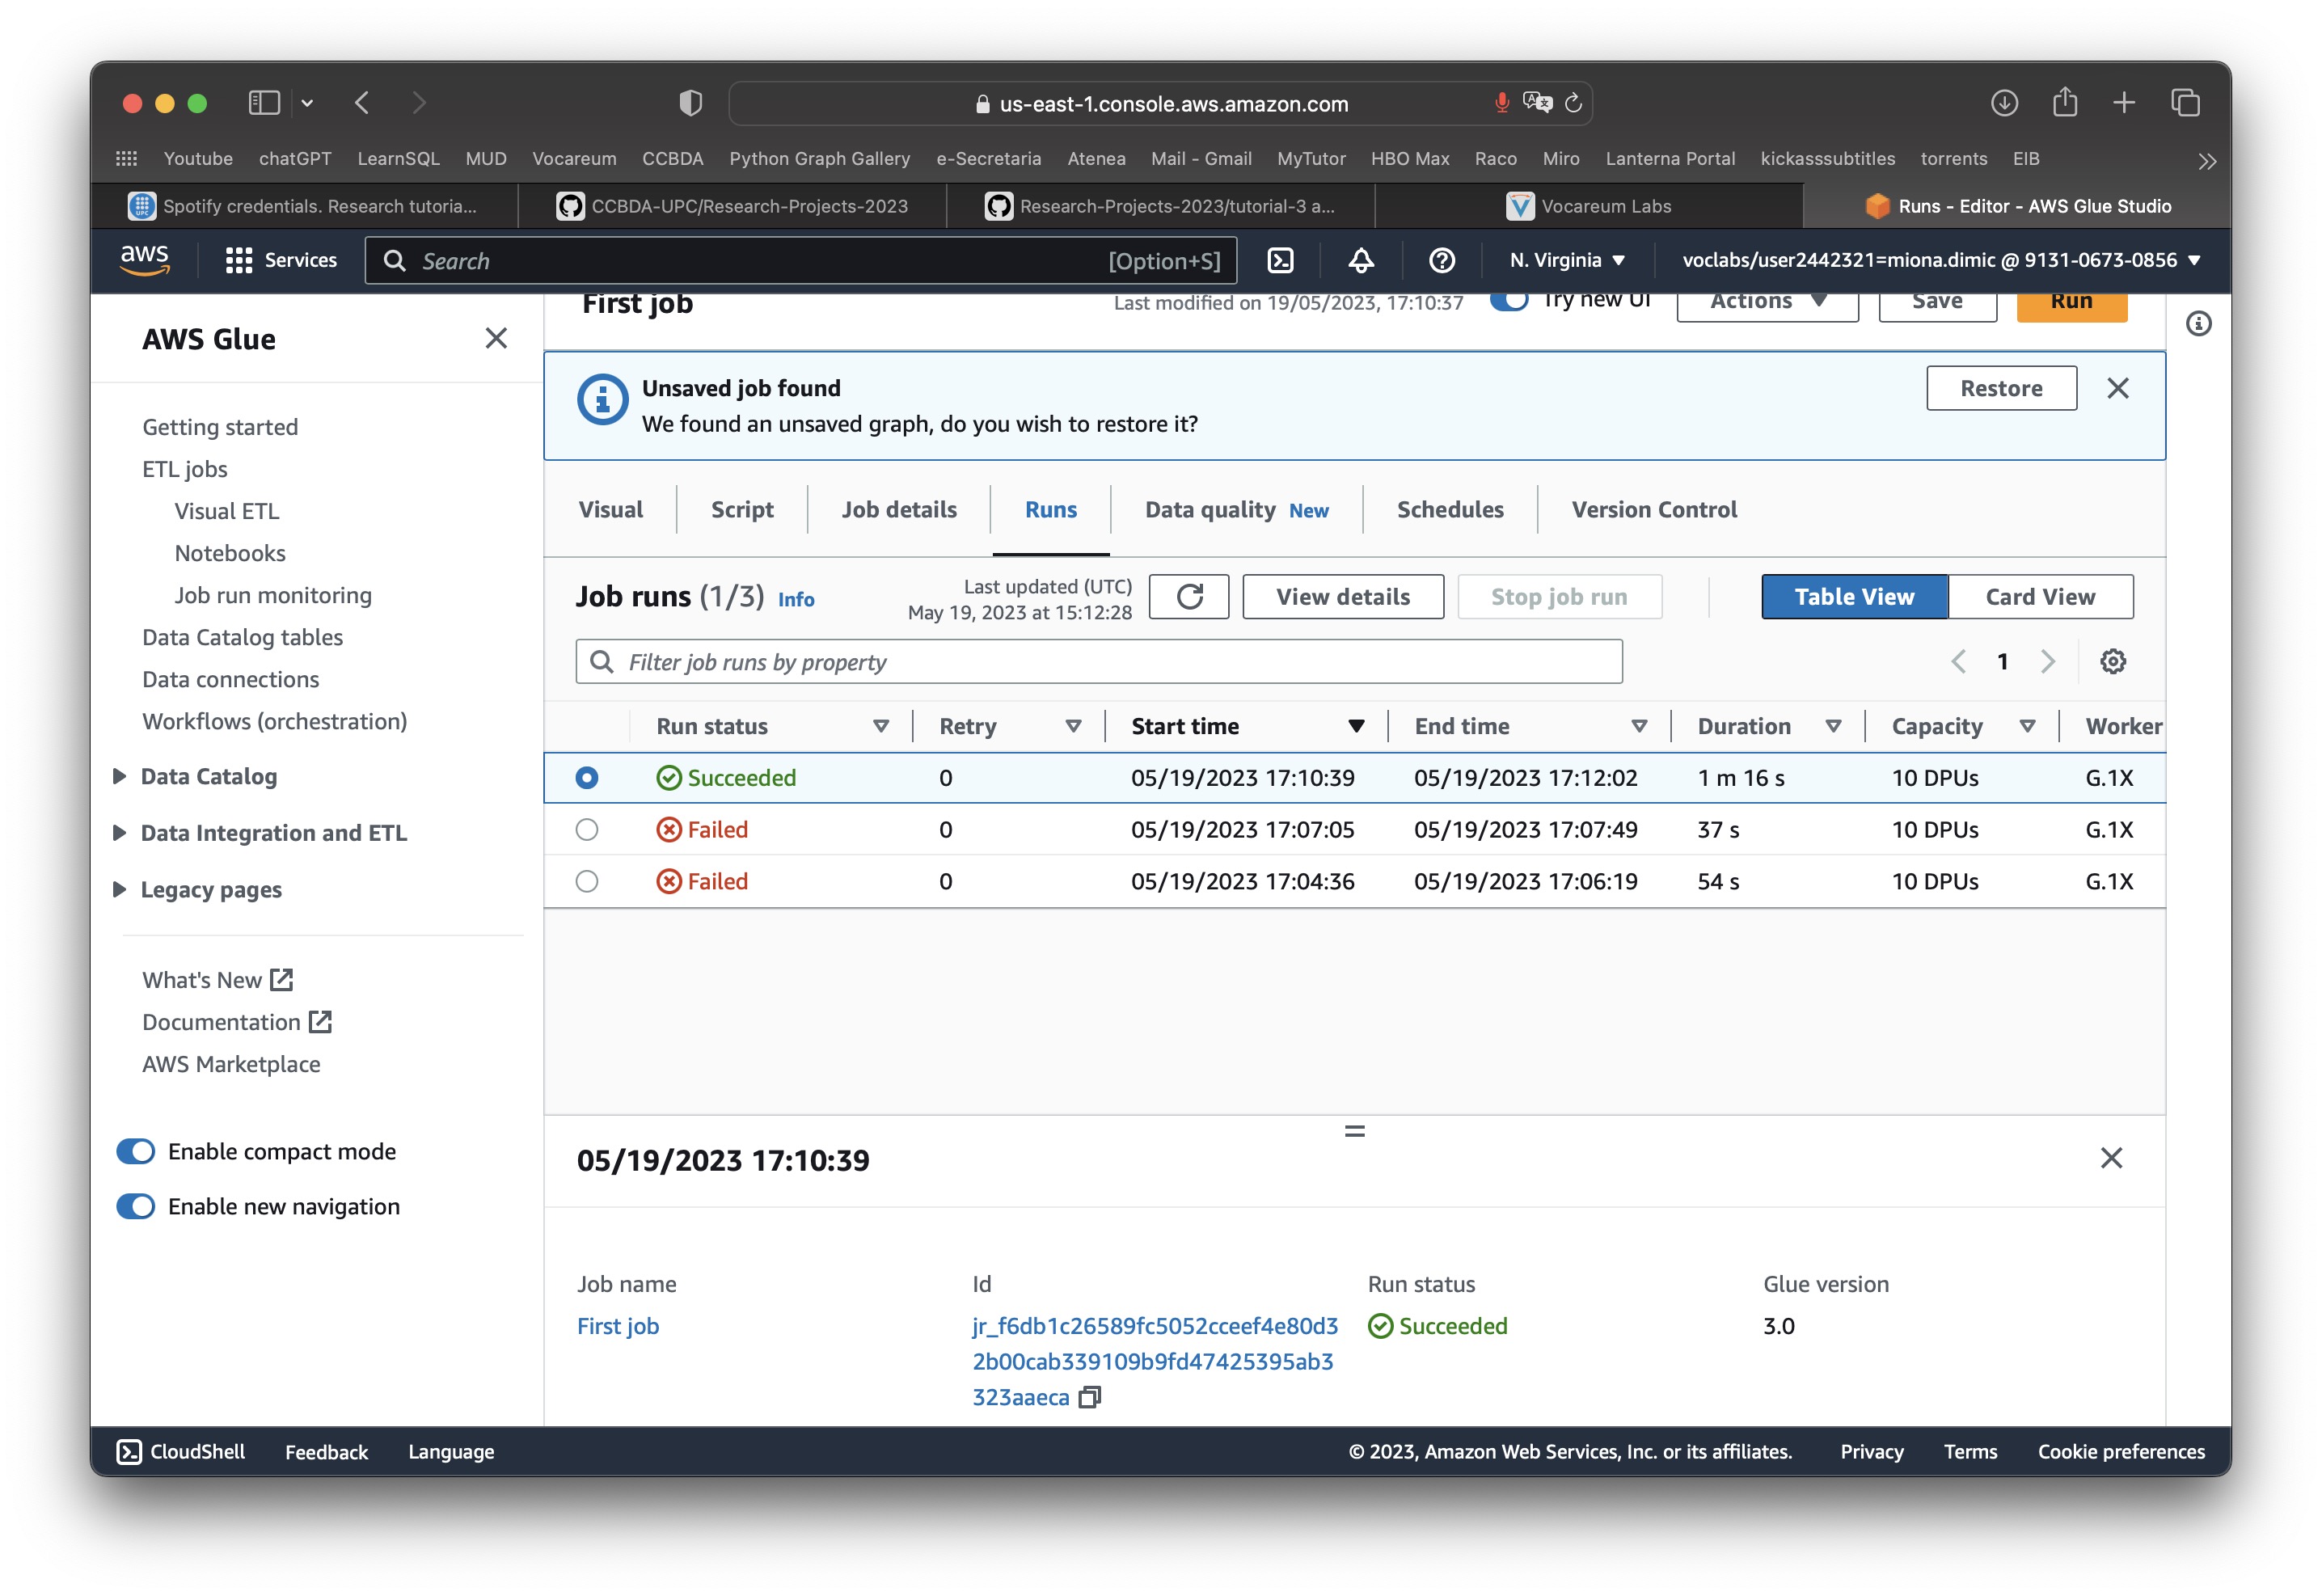 us-east-1.console.aws.amazon.com
Youtube chatGPT LearnSQL MUD Vocareum CCBDA Python Graph Gallery e-Secretaria Atenea Mail - Gmail MyTutor HBO Max Raco Miro Lanterna Portal kickasssubtitles torrents EIB
Spotify credentials. Research tutoria... CCBDA-UPC/Research-Projects-2023 Research-Projects-2023/tutorial-3 a... Vocareum Labs Runs - Editor - AWS Glue Studio
aws Services Search [Option+S] N. Virginia voclabs/user2442321=miona.dimic @ 9131-0673-0856
First job Last modified on 19/05/2023, 17:10:37 Try new UI Actions Save Run
AWS Glue
Getting started
ETL jobs
Visual ETL
Notebooks
Job run monitoring
Data Catalog tables
Data connections
Workflows (orchestration)
Data Catalog
Data Integration and ETL
Legacy pages
What's New
Documentation
AWS Marketplace
Enable compact mode
Enable new navigation
Unsaved job found
We found an unsaved graph, do you wish to restore it?
Restore
Visual Script Job details Runs Data quality New Schedules Version Control
Job runs (1/3) Info
Last updated (UTC)
May 19, 2023 at 15:12:28
View details Stop job run Table View Card View
Filter job runs by property
1
Run status Retry Start time End time Duration Capacity Worker
Succeeded 0 05/19/2023 17:10:39 05/19/2023 17:12:02 1 m 16 s 10 DPUs G.1X
Failed 0 05/19/2023 17:07:05 05/19/2023 17:07:49 37 s 10 DPUs G.1X
Failed 0 05/19/2023 17:04:36 05/19/2023 17:06:19 54 s 10 DPUs G.1X
05/19/2023 17:10:39
Job name Id Run status Glue version
First job jr_f6db1c26589fc5052cceef4e80d3 Succeeded 3.0
2b00cab339109b9fd47425395ab3
323aaeca
CloudShell Feedback Language © 2023, Amazon Web Services, Inc. or its affiliates. Privacy Terms Cookie preferences